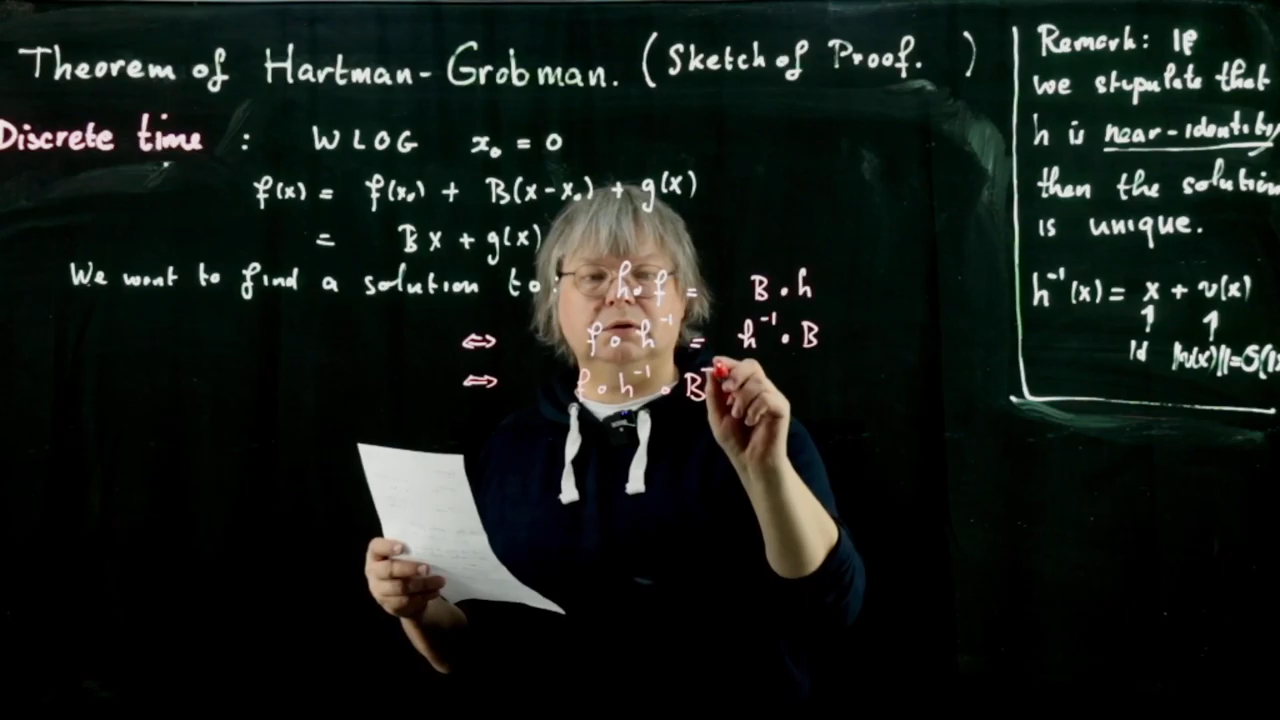 Theorem of Hartman-Grobman. (Sketch of Proof. )
Discrete time : WLOG x₀ = 0
f(x) = f(x₀) + B(x-x₀) + g(x)
= Bx + g(x)
We want to find a solution to: h∘f = B∘h
⇔ f∘h⁻¹ = h⁻¹∘B
⇔ f∘h⁻¹∘B⁻
Remark: If
we stipulate that
h is near-identity
then the solution
is unique.
h⁻¹(x) = x + v(x)
↑ ↑
Id ‖v(x)‖=